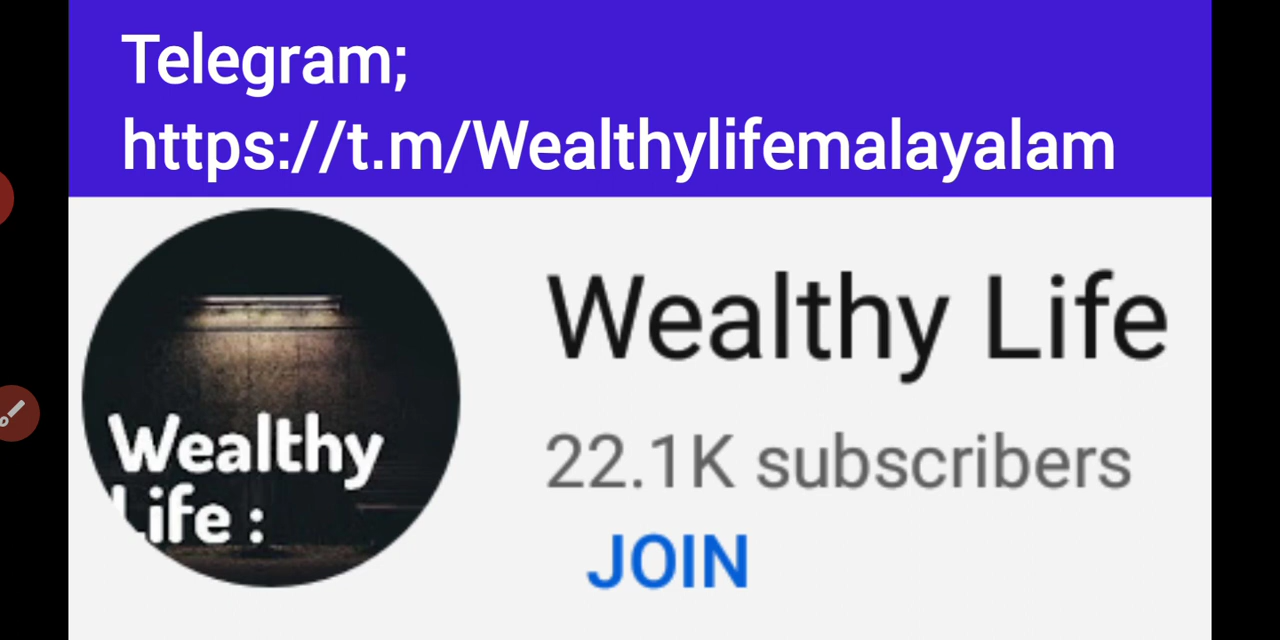 Telegram;
https://t.m/Wealthylifemalayalam
Wealthy Life
22.1K subscribers
JOIN
Wealthy
Life :